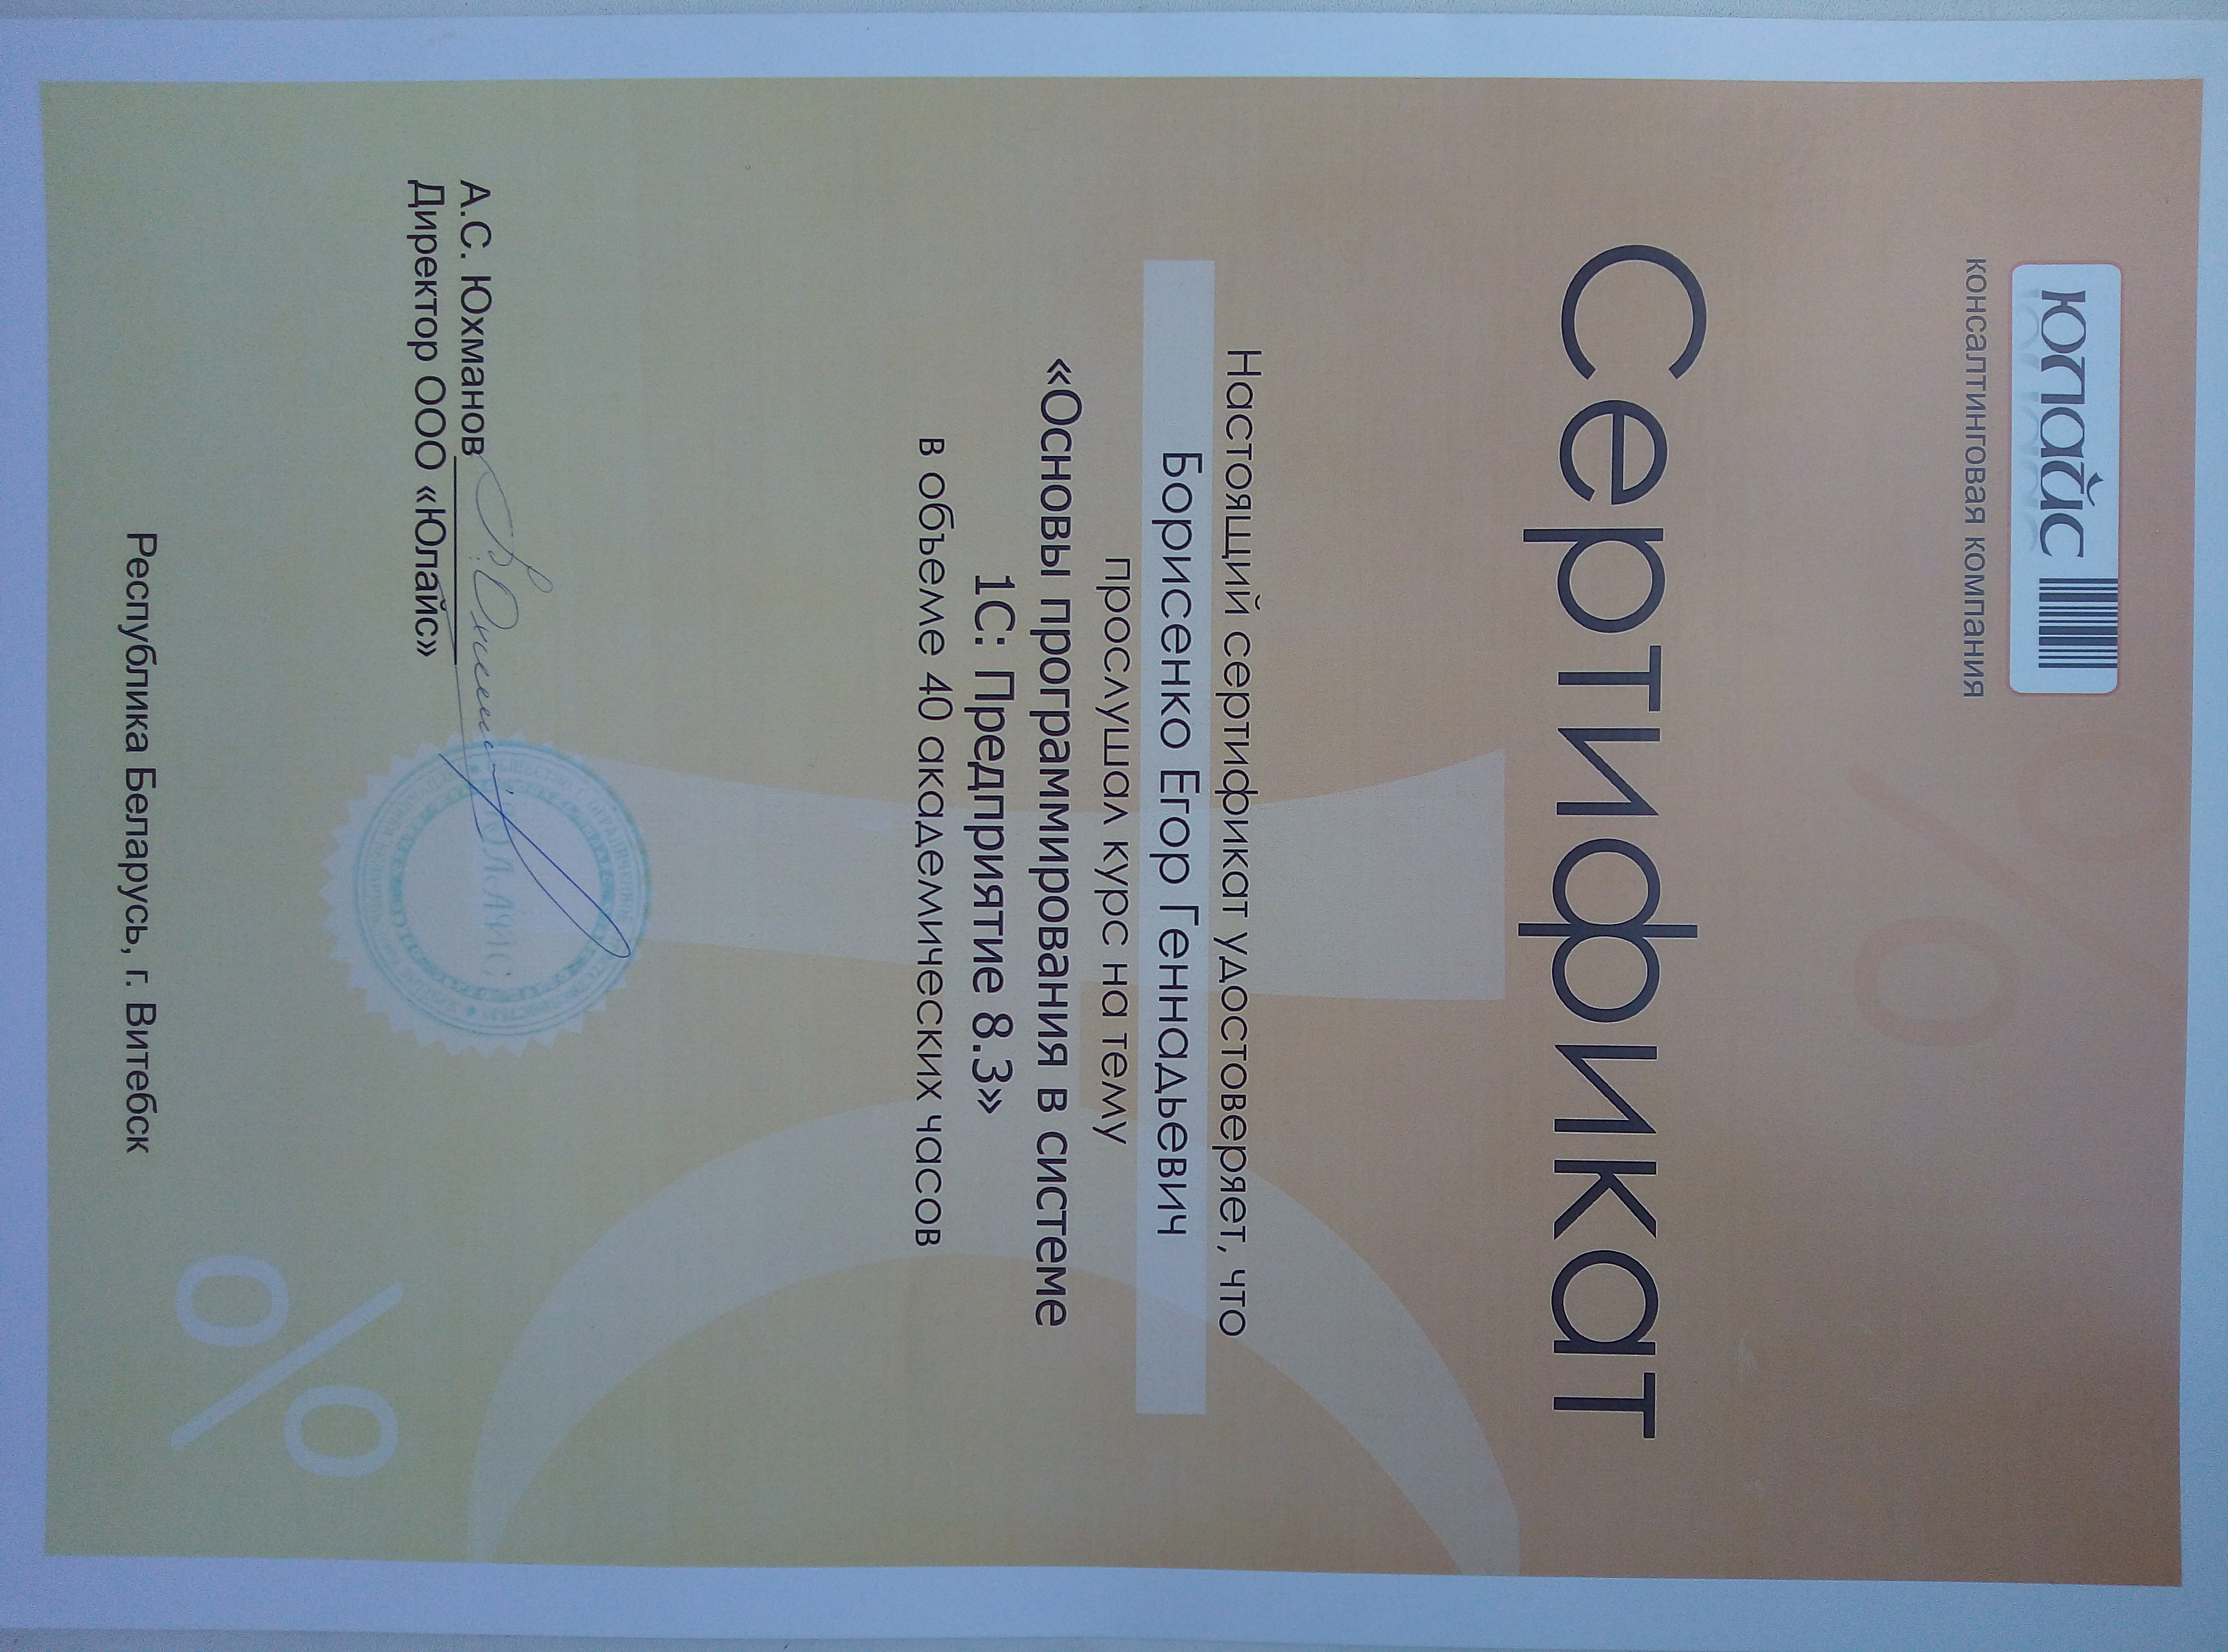 юлайс
консалтинговая компания
%
Сертификат
Настоящий сертификат удостоверяет, что
Борисенко Егор Геннадьевич
прослушал курс на тему
«Основы программирования в системе
1С: Предприятие 8.3»
в объеме 40 академических часов
ЮЛАЙС
А.С. Юхманов
Директор ООО «Юлайс»
%
Республика Беларусь, г. Витебск